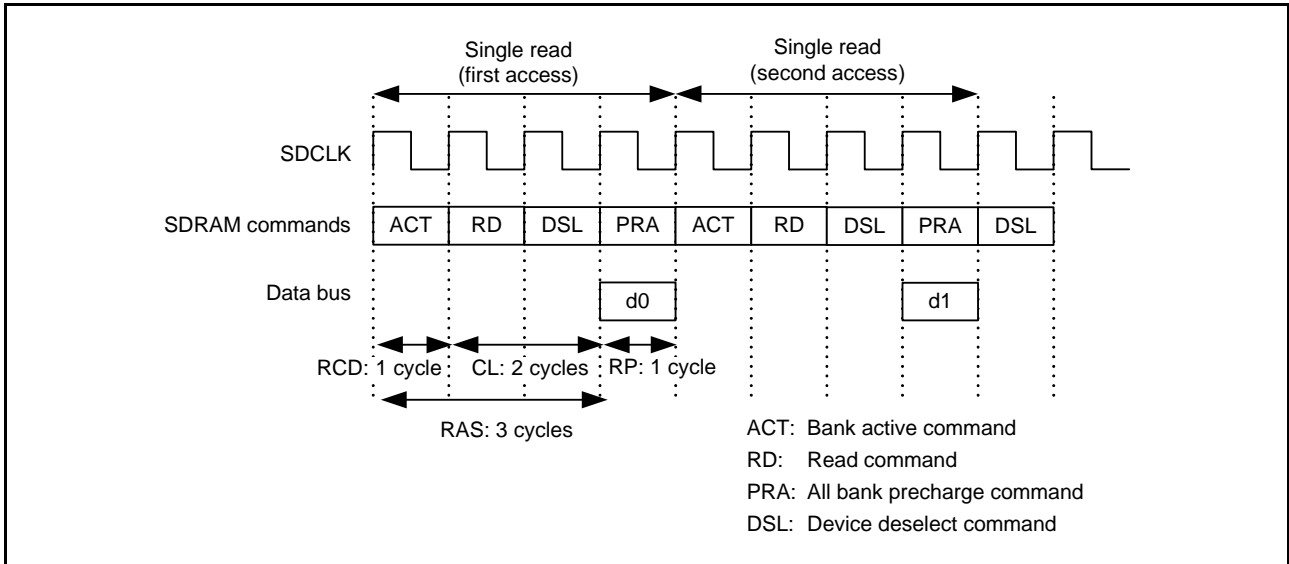 Single read
(first access)
Single read
(second access)
SDCLK
SDRAM commands ACT RD DSL PRA ACT RD DSL PRA DSL
Data bus d0 d1
RCD: 1 cycle CL: 2 cycles RP: 1 cycle
RAS: 3 cycles
ACT: Bank active command
RD: Read command
PRA: All bank precharge command
DSL: Device deselect command